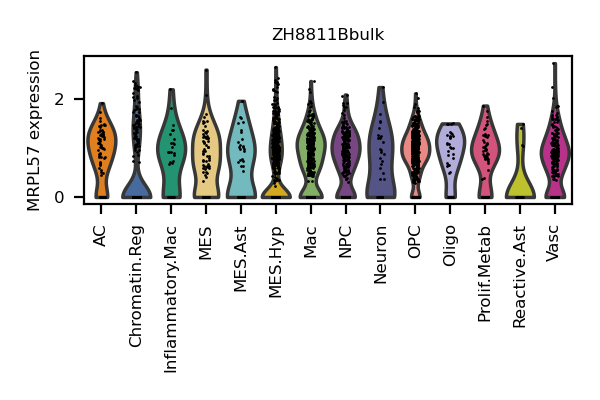 ZH8811Bbulk
MRPL57 expression
2
0
AC
Chromatin.Reg
Inflammatory.Mac
MES
MES.Ast
MES.Hyp
Mac
NPC
Neuron
OPC
Oligo
Prolif.Metab
Reactive.Ast
Vasc